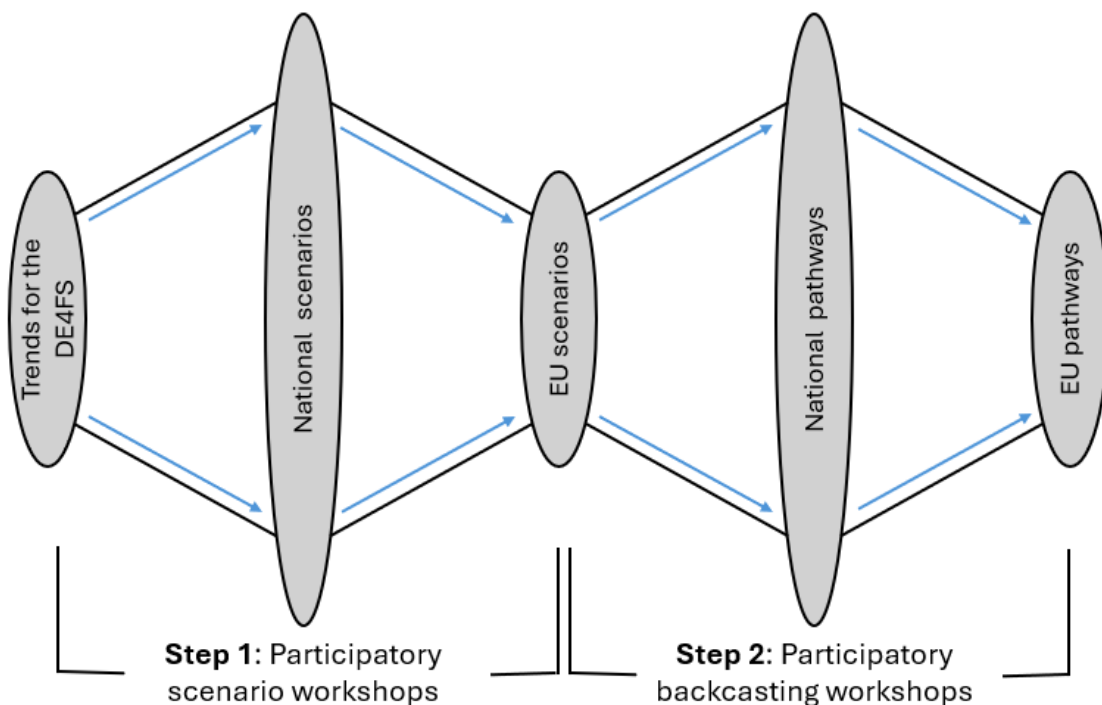 Trends for the
DE4FS
National scenarios
EU scenarios
National pathways
EU pathways
Step 1: Participatory
scenario workshops
Step 2: Participatory
backcasting workshops